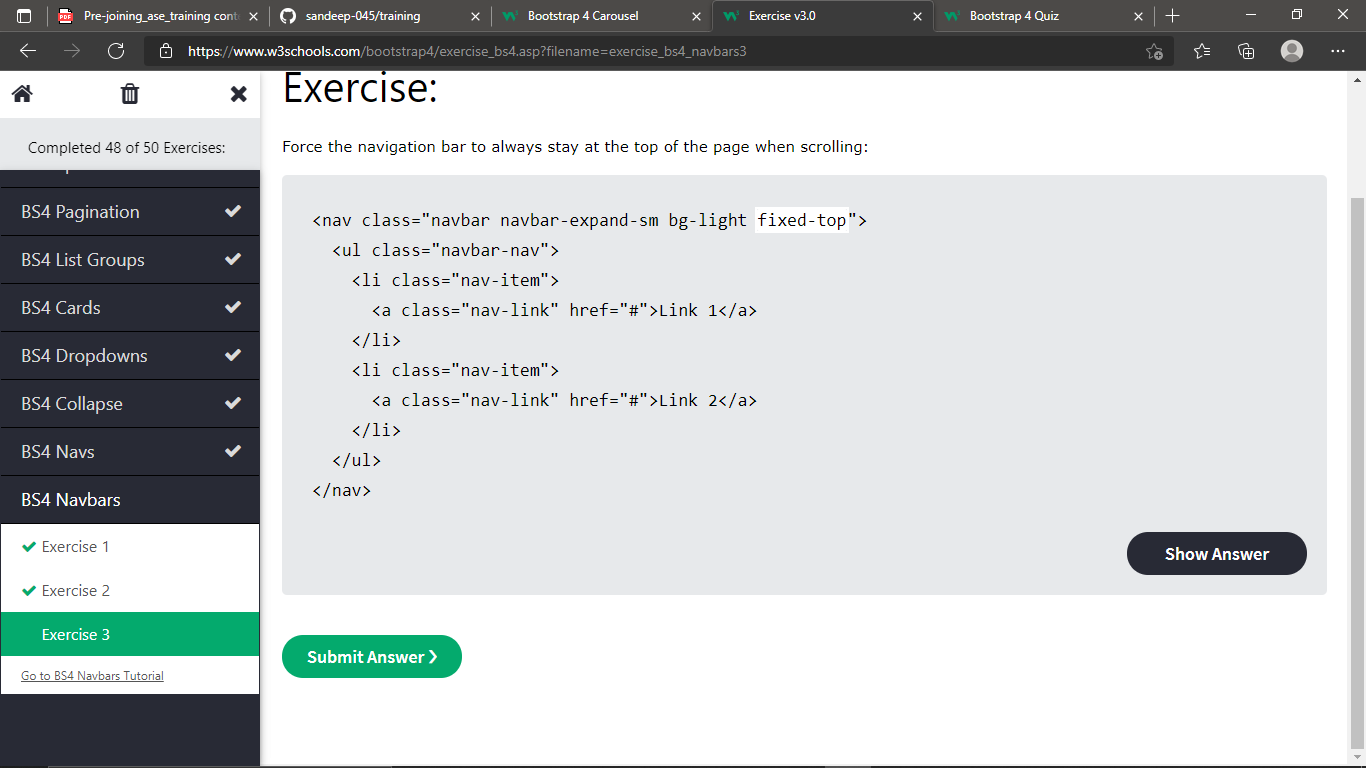 Pre-joining_ase_training cont
sandeep-045/training
Bootstrap 4 Carousel
Exercise v3.0
Bootstrap 4 Quiz
https://www.w3schools.com/bootstrap4/exercise_bs4.asp?filename=exercise_bs4_navbars3
Completed 48 of 50 Exercises:
BS4 Pagination
BS4 List Groups
BS4 Cards
BS4 Dropdowns
BS4 Collapse
BS4 Navs
BS4 Navbars
Exercise 1
Exercise 2
Exercise 3
Go to BS4 Navbars Tutorial
Exercise:
Force the navigation bar to always stay at the top of the page when scrolling:
<nav class="navbar navbar-expand-sm bg-light fixed-top">
  <ul class="navbar-nav">
    <li class="nav-item">
      <a class="nav-link" href="#">Link 1</a>
    </li>
    <li class="nav-item">
      <a class="nav-link" href="#">Link 2</a>
    </li>
  </ul>
</nav>
Show Answer
Submit Answer ❯